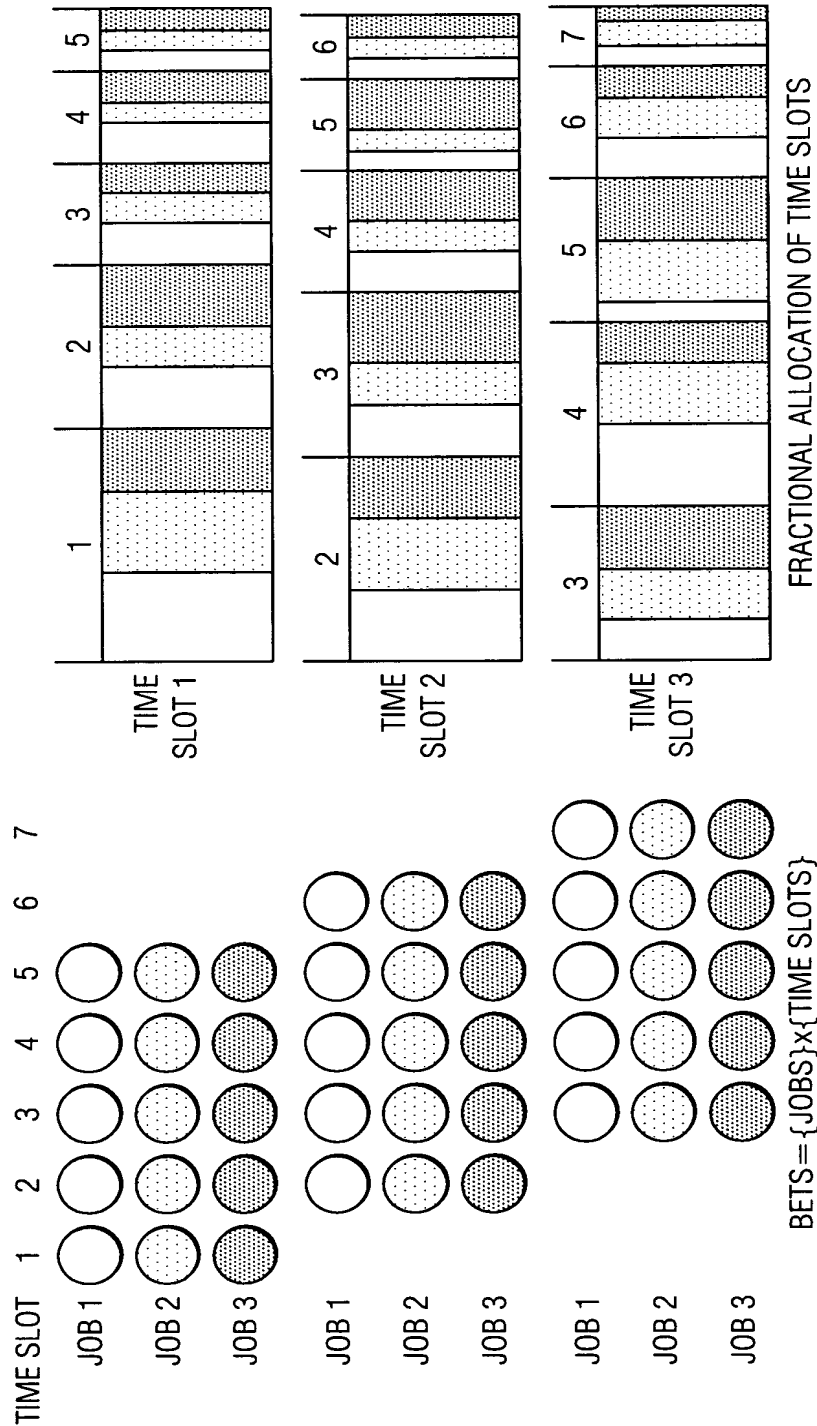 TIME SLOT 1 2 3 4 5 6 7
JOB 1
JOB 2
JOB 3
JOB 1
JOB 2
JOB 3
JOB 1
JOB 2
JOB 3
BETS={JOBS}x{TIME SLOTS}
1 2 3 4 5
TIME
SLOT 1
2 3 4 5 6
TIME
SLOT 2
3 4 5 6 7
TIME
SLOT 3
FRACTIONAL ALLOCATION OF TIME SLOTS